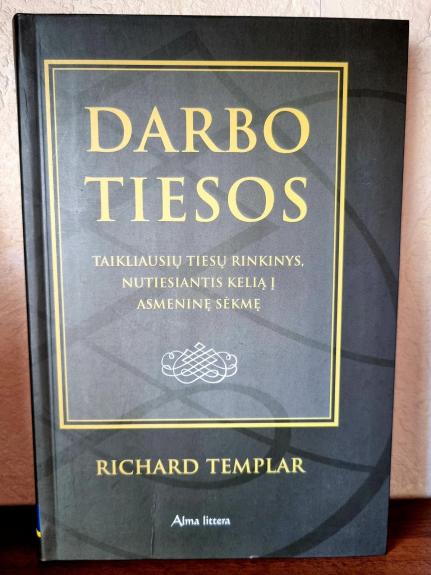 DARBO
TIESOS
TAIKLIAUSIŲ TIESŲ RINKINYS,
NUTIESIANTIS KELIĄ Į
ASMENINĘ SĖKMĘ
RICHARD TEMPLAR
Alma littera